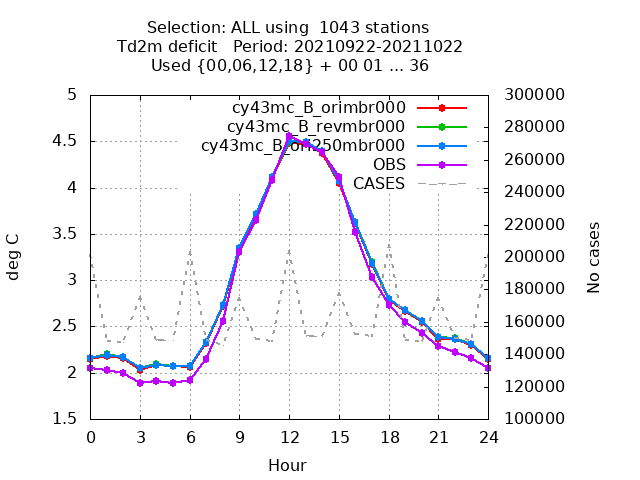 Selection: ALL using  1043 stations
Td2m deficit   Period: 20210922-20211022
Used {00,06,12,18} + 00 01 ... 36
cy43mc_B_orimbr000
cy43mc_B_revmbr000
cy43mc_B_ori250mbr000
OBS
CASES
5
4.5
4
3.5
3
2.5
2
1.5
deg C
300000
280000
260000
240000
220000
200000
180000
160000
140000
120000
100000
No cases
0 3 6 9 12 15 18 21 24
Hour